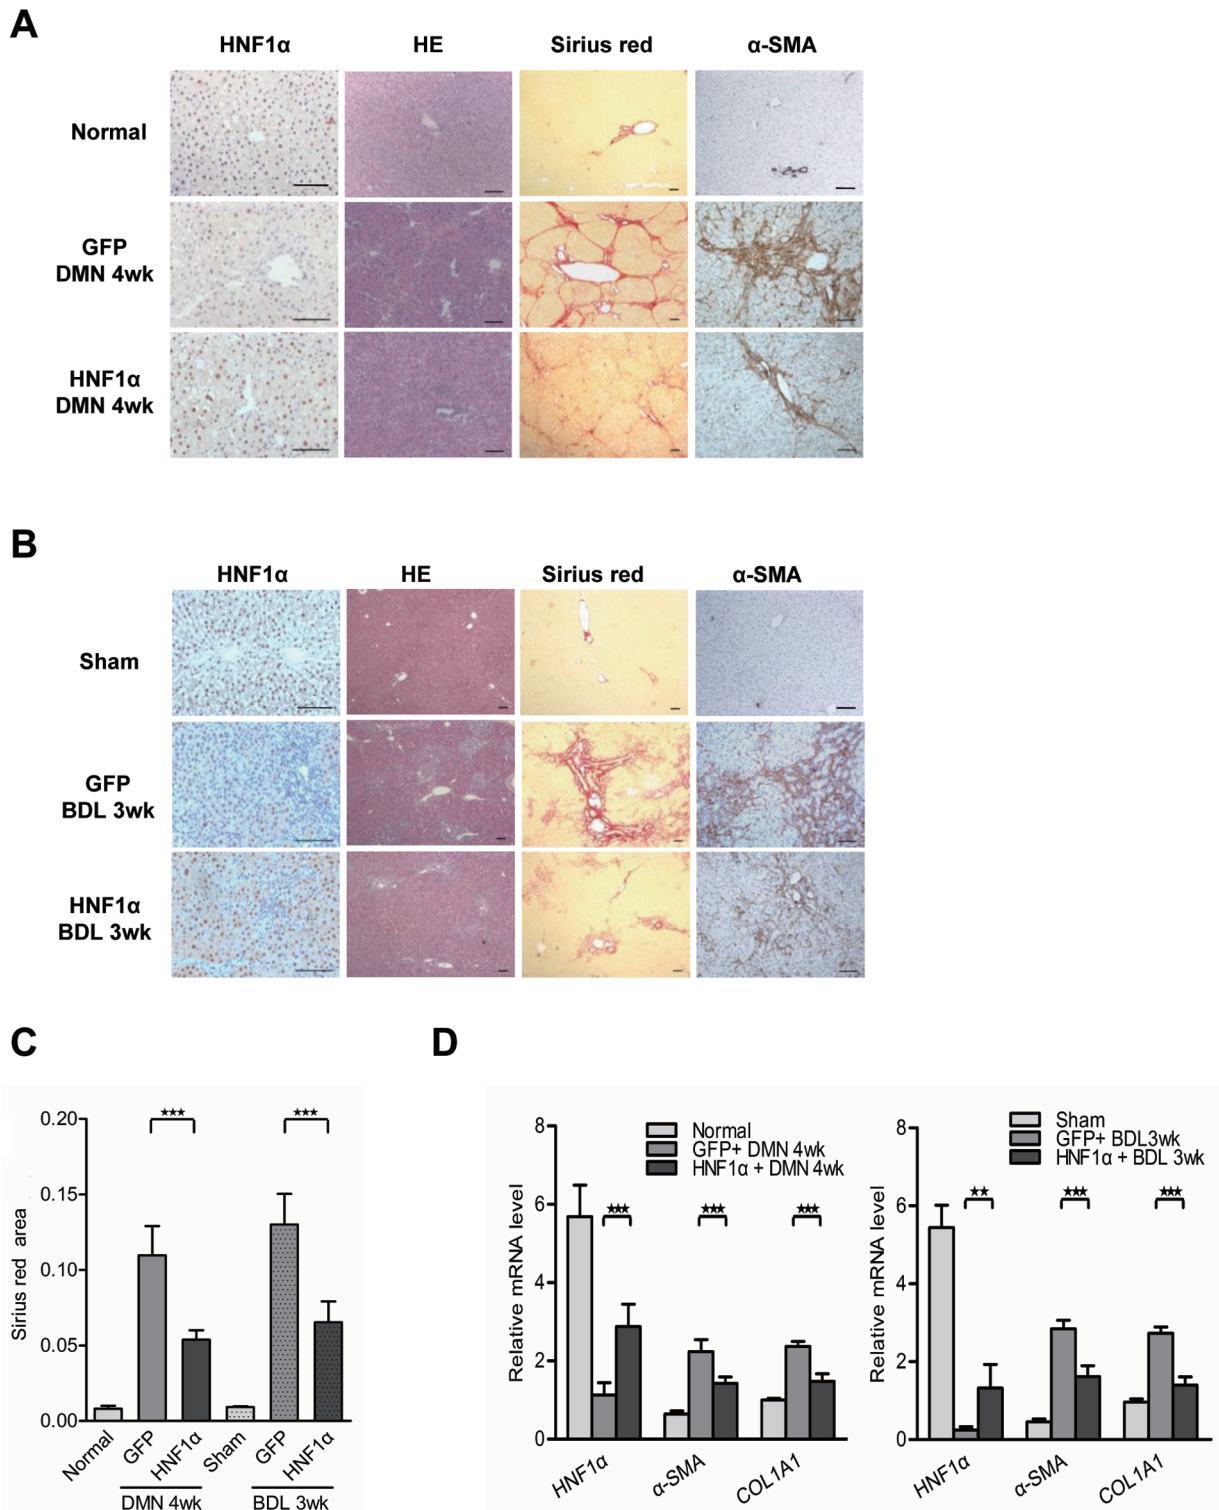 A
HNF1α HE Sirius red α-SMA
Normal
GFP
DMN 4wk
HNF1α
DMN 4wk
B
HNF1α HE Sirius red α-SMA
Sham
GFP
BDL 3wk
HNF1α
BDL 3wk
C
Sirius red area
0.20
0.15
0.10
0.05
0.00
★★★ ★★★
Normal GFP HNF1α Sham GFP HNF1α
DMN 4wk BDL 3wk
D
Relative mRNA level
8
6
4
2
0
Normal
GFP+ DMN 4wk
HNF1α + DMN 4wk
★★★ ★★★ ★★★
HNF1α α-SMA COL1A1
Relative mRNA level
8
6
4
2
0
Sham
GFP+ BDL3wk
HNF1α + BDL 3wk
★★ ★★★ ★★★
HNF1α α-SMA COL1A1